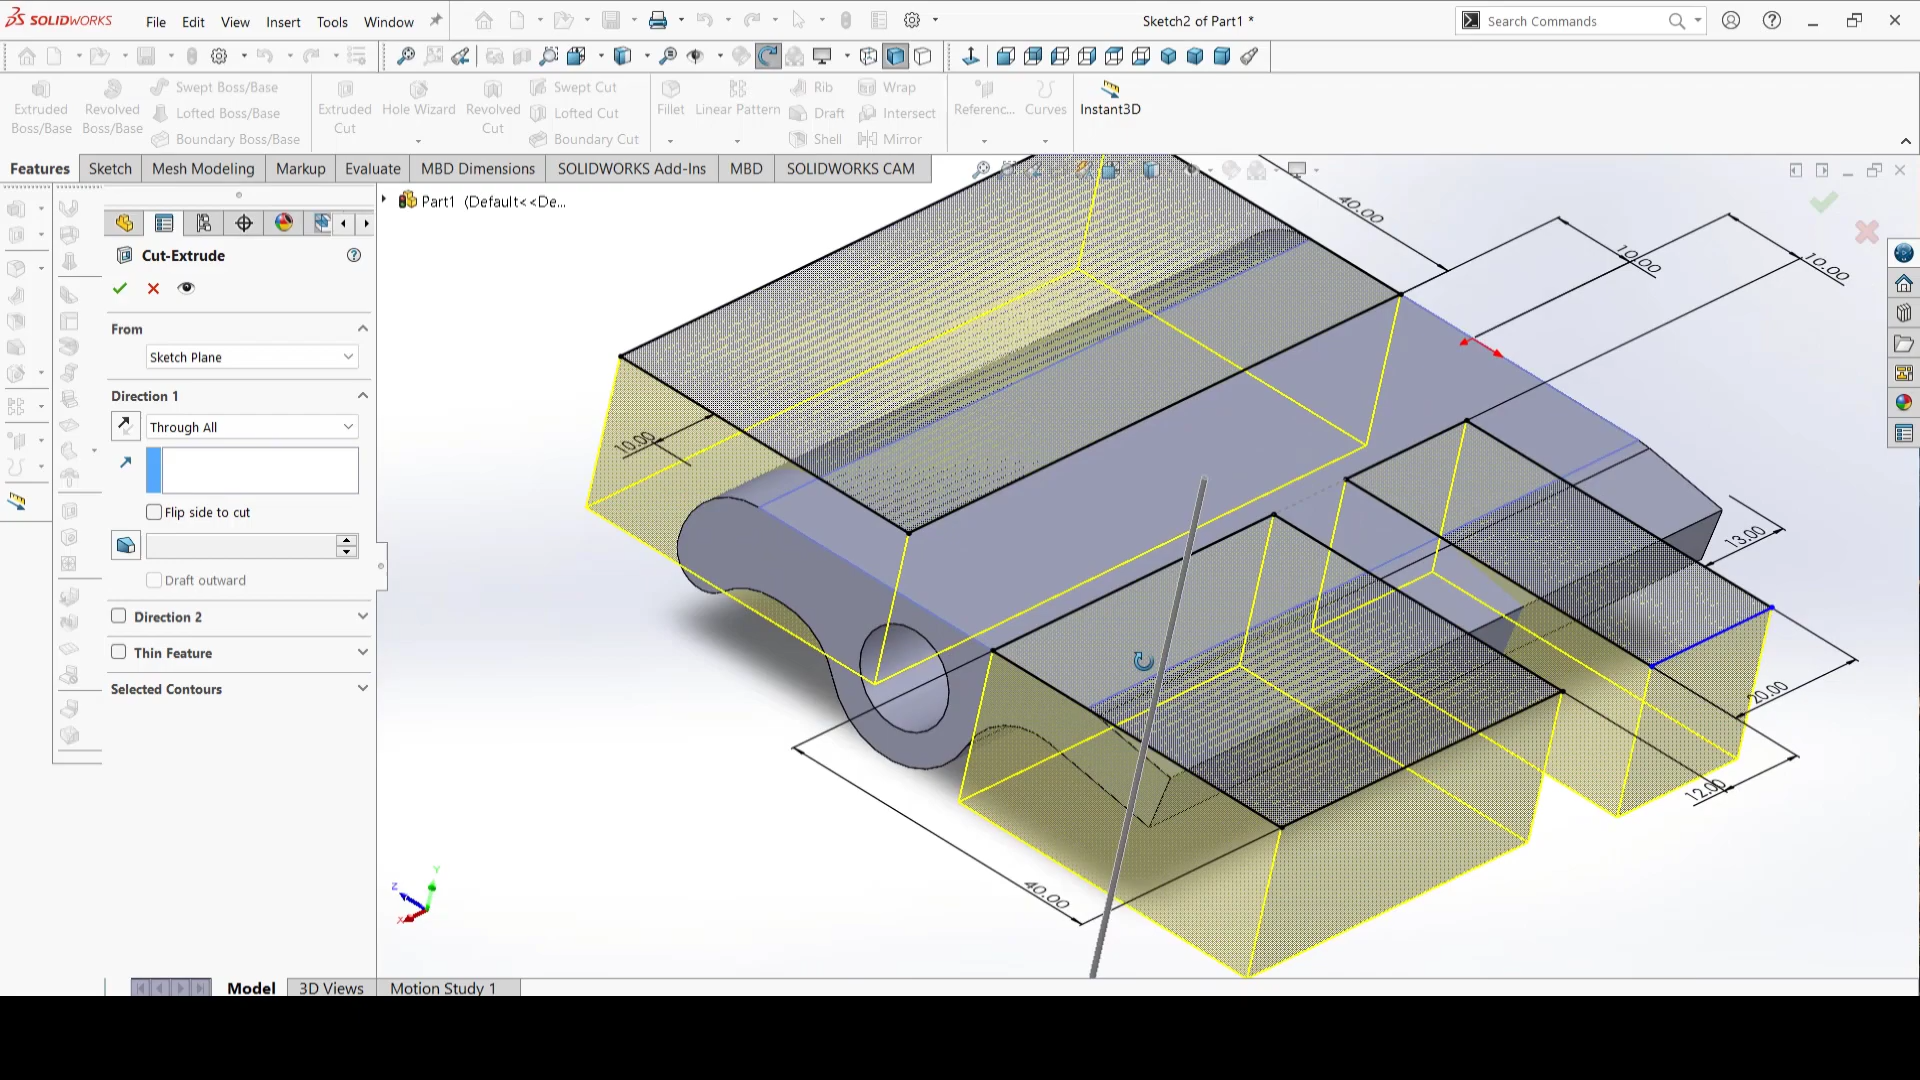 SOLIDWORKS File Edit View Insert Tools Window Sketch2 of Part1 * Search Commands
Extruded Boss/Base
Revolved Boss/Base
Swept Boss/Base
Lofted Boss/Base
Boundary Boss/Base
Extruded Cut
Hole Wizard
Revolved Cut
Swept Cut
Lofted Cut
Boundary Cut
Fillet
Linear Pattern
Rib
Draft
Shell
Wrap
Intersect
Mirror
Referenc...
Curves
Instant3D
Features Sketch Mesh Modeling Markup Evaluate MBD Dimensions SOLIDWORKS Add-Ins MBD SOLIDWORKS CAM
Part1 (Default<<De...
Cut-Extrude
From
Sketch Plane
Direction 1
Through All
Flip side to cut
Draft outward
Direction 2
Thin Feature
Selected Contours
40.00
10.00
10.00
10.00
13.00
20.00
12.00
40.00
Y
Z
X
Model 3D Views Motion Study 1